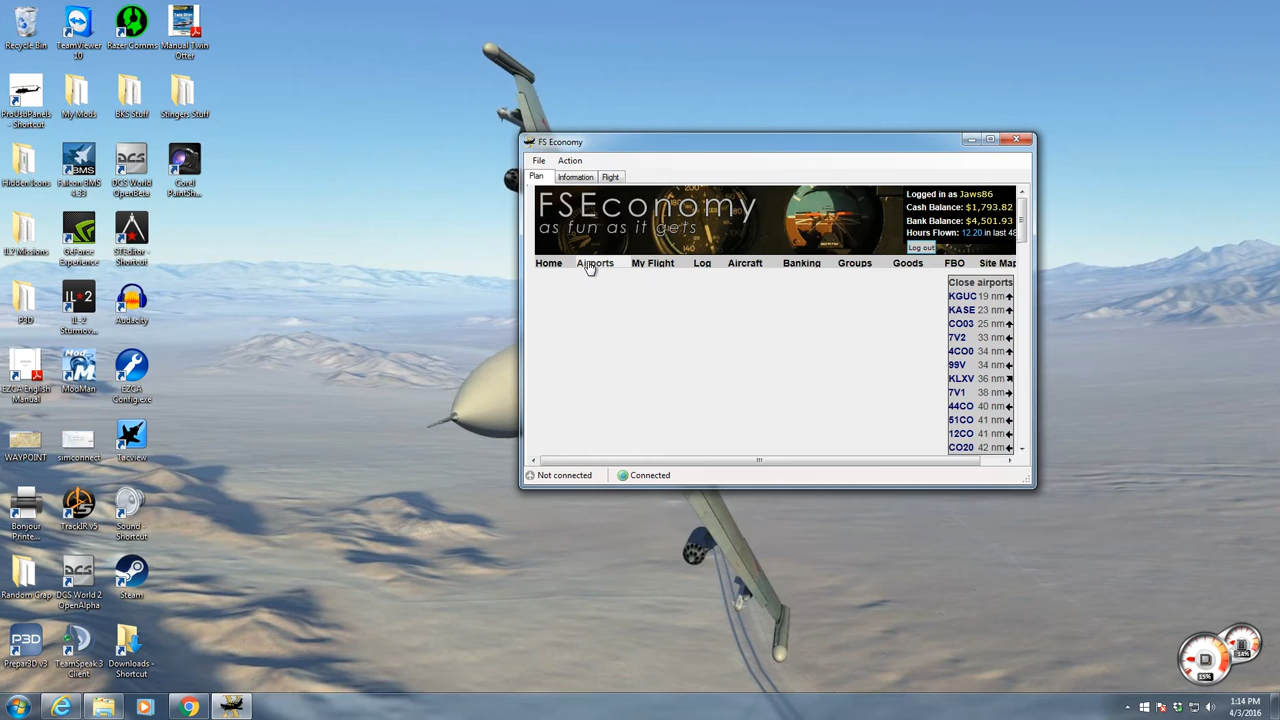 Recycle Bin
TeamViewer 10
Razer Comms
Manual Twin Otter
ProUsbPanels - Shortcut
My Mods
BKS Stuff
Stingers Stuff
Hidden Icons
Falcon BMS 4.33
DCS World OpenBeta
Corel PaintSh...
IL2 Missions
GeForce Experience
STEditor - Shortcut
P3D
IL-2 Sturmov...
Audacity
EZCA English Manual
ModMan
EZCA Config.exe
WAYPOINT
simconnect
Tacview
Bonjour Printe...
TrackIR v5
Sound - Shortcut
Random Crap
DCS World 2 OpenAlpha
Steam
Prepar3D v3
TeamSpeak 3 Client
Downloads - Shortcut
FS Economy
File Action
Plan Information Flight
FSEconomy
as fun as it gets
Logged in as Jaws86
Cash Balance: $1,793.82
Bank Balance: $4,501.93
Hours Flown: 12.20 in last 48
Log out
Home Airports My Flight Log Aircraft Banking Groups Goods FBO Site Map
Close airports
KGUC 19 nm
KASE 23 nm
CO03 25 nm
7V2 33 nm
4CO0 34 nm
99V 34 nm
KLXV 36 nm
7V1 38 nm
44CO 40 nm
51CO 41 nm
12CO 41 nm
CO20 42 nm
Not connected Connected
15%
14%
1:14 PM
4/3/2016